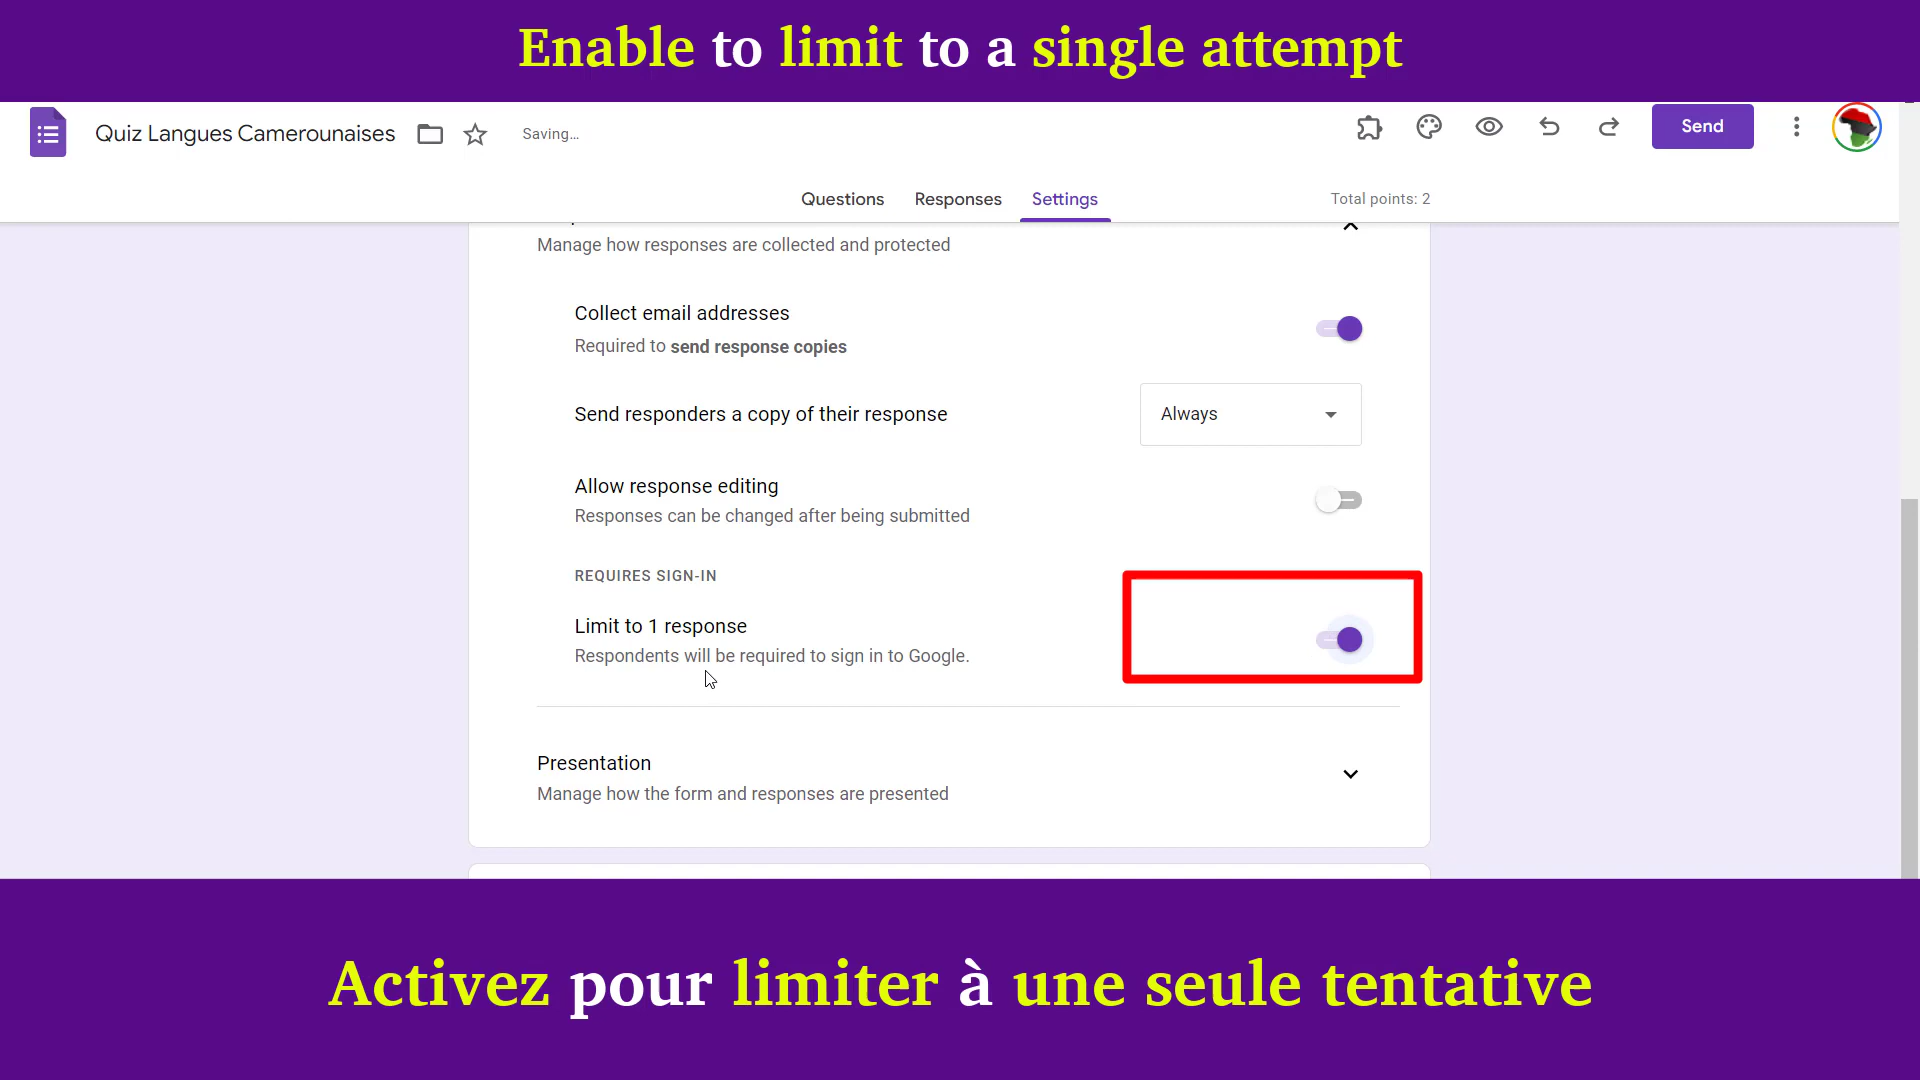 Enable to limit to a single attempt
Quiz Langues Camerounaises
Saving...
Send
Questions
Responses
Settings
Total points: 2
Manage how responses are collected and protected
Collect email addresses
Required to send response copies
Send responders a copy of their response
Always
Allow response editing
Responses can be changed after being submitted
REQUIRES SIGN-IN
Limit to 1 response
Respondents will be required to sign in to Google.
Presentation
Manage how the form and responses are presented
Activez pour limiter à une seule tentative